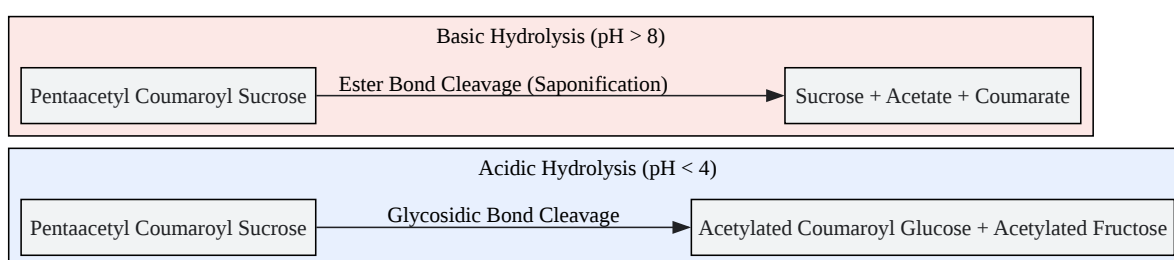 Basic Hydrolysis (pH > 8)
Pentaacetyl Coumaroyl Sucrose
Ester Bond Cleavage (Saponification)
Sucrose + Acetate + Coumarate
Acidic Hydrolysis (pH < 4)
Pentaacetyl Coumaroyl Sucrose
Glycosidic Bond Cleavage
Acetylated Coumaroyl Glucose + Acetylated Fructose